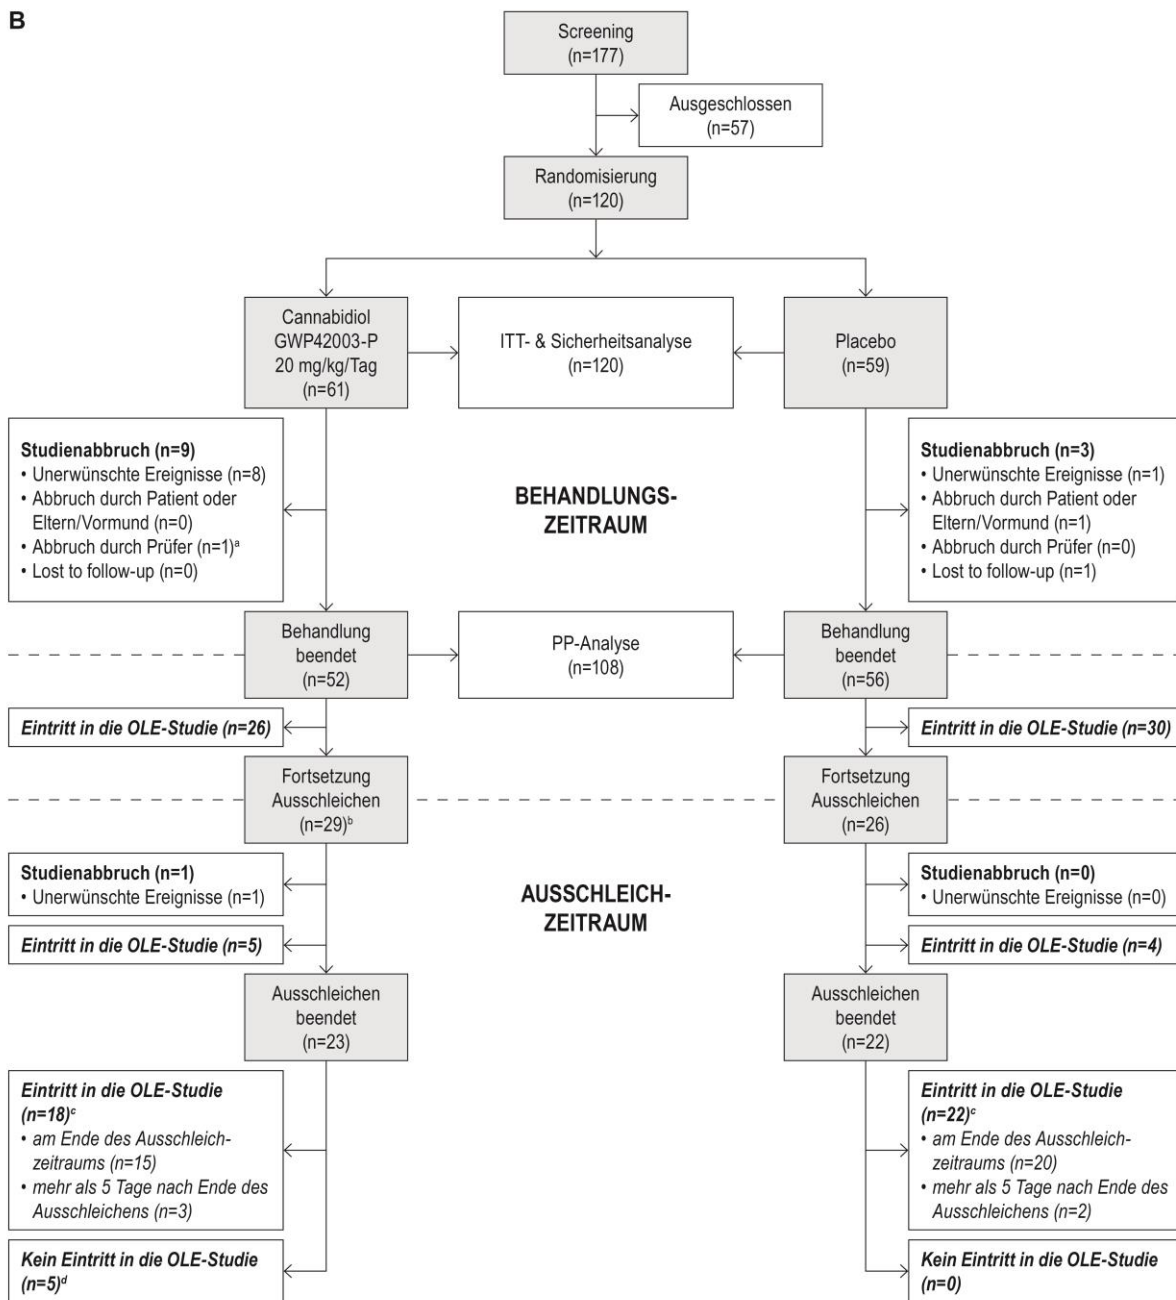 B
Screening
(n=177)
Ausgeschlossen
(n=57)
Randomisierung
(n=120)
Cannabidiol
GWP42003-P
20 mg/kg/Tag
(n=61)
ITT- & Sicherheitsanalyse
(n=120)
Placebo
(n=59)
Studienabbruch (n=9)
• Unerwünschte Ereignisse (n=8)
• Abbruch durch Patient oder
Eltern/Vormund (n=0)
• Abbruch durch Prüfer (n=1)ᵃ
• Lost to follow-up (n=0)
BEHANDLUNGS-
ZEITRAUM
Studienabbruch (n=3)
• Unerwünschte Ereignisse (n=1)
• Abbruch durch Patient oder
Eltern/Vormund (n=1)
• Abbruch durch Prüfer (n=0)
• Lost to follow-up (n=1)
Behandlung
beendet
(n=52)
PP-Analyse
(n=108)
Behandlung
beendet
(n=56)
Eintritt in die OLE-Studie (n=26)
Eintritt in die OLE-Studie (n=30)
Fortsetzung
Ausschleichen
(n=29)ᵇ
Fortsetzung
Ausschleichen
(n=26)
Studienabbruch (n=1)
• Unerwünschte Ereignisse (n=1)
AUSSCHLEICH-
ZEITRAUM
Studienabbruch (n=0)
• Unerwünschte Ereignisse (n=0)
Eintritt in die OLE-Studie (n=5)
Eintritt in die OLE-Studie (n=4)
Ausschleichen
beendet
(n=23)
Ausschleichen
beendet
(n=22)
Eintritt in die OLE-Studie
(n=18)ᶜ
• am Ende des Ausschleich-
zeitraums (n=15)
• mehr als 5 Tage nach Ende des
Ausschleichens (n=3)
Eintritt in die OLE-Studie
(n=22)ᶜ
• am Ende des Ausschleich-
zeitraums (n=20)
• mehr als 5 Tage nach Ende des
Ausschleichens (n=2)
Kein Eintritt in die OLE-Studie
(n=5)ᵈ
Kein Eintritt in die OLE-Studie
(n=0)